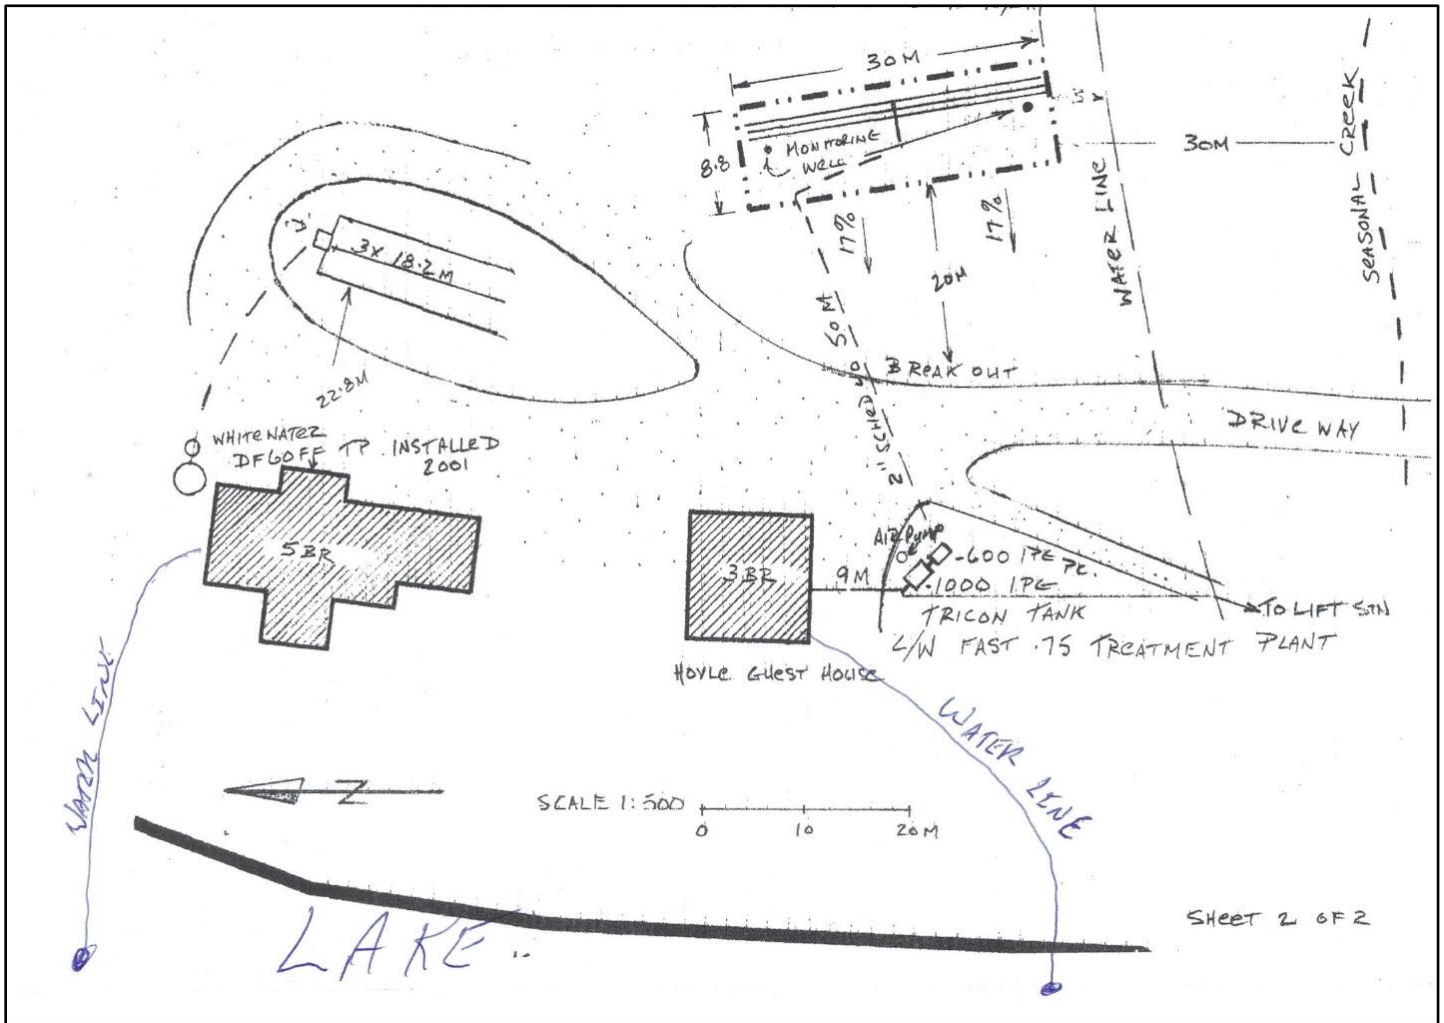 30M
8.8
MONITORING
WELL
30M
SEASONAL CREEK
WATER LINE
17%
17%
20M
3x 18.2M
22.8M
50M
2" SCHED 40
BREAK OUT
DRIVE WAY
WHITEWATER
DF60FF TP INSTALLED
2001
5BR
3BR
9M
AIR PUMP
-600 IPG PC.
-1000 IPG
TRICON TANK
C/W FAST .75 TREATMENT PLANT
TO LIFT STN
HOYLE GUEST HOUSE
WATER LINE
WATER LINE
Z
SCALE 1:500
0 10 20M
LAKE
SHEET 2 OF 2